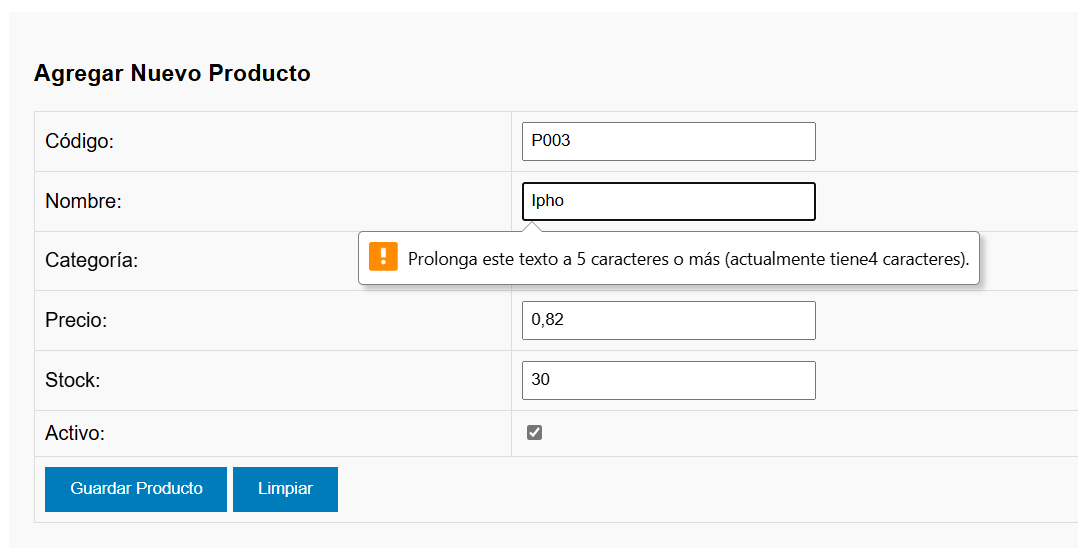 Agregar Nuevo Producto
Código: P003
Nombre: Ipho
Prolonga este texto a 5 caracteres o más (actualmente tiene4 caracteres).
Categoría:
Precio: 0,82
Stock: 30
Activo:
Guardar Producto Limpiar